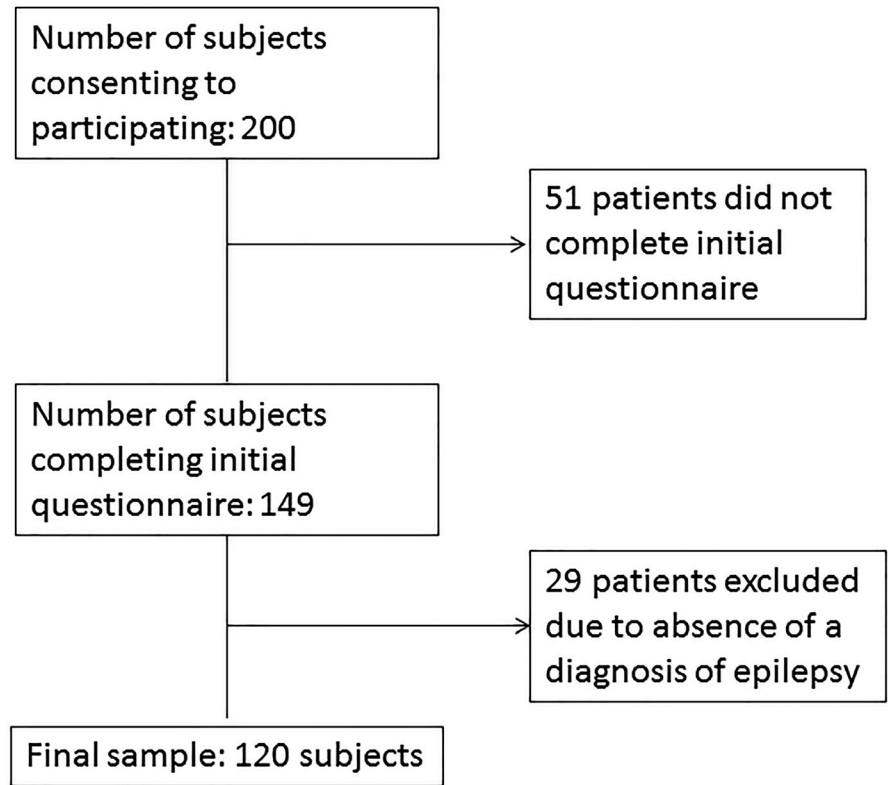 Number of subjects
consenting to
participating: 200
51 patients did not
complete initial
questionnaire
Number of subjects
completing initial
questionnaire: 149
29 patients excluded
due to absence of a
diagnosis of epilepsy
Final sample: 120 subjects